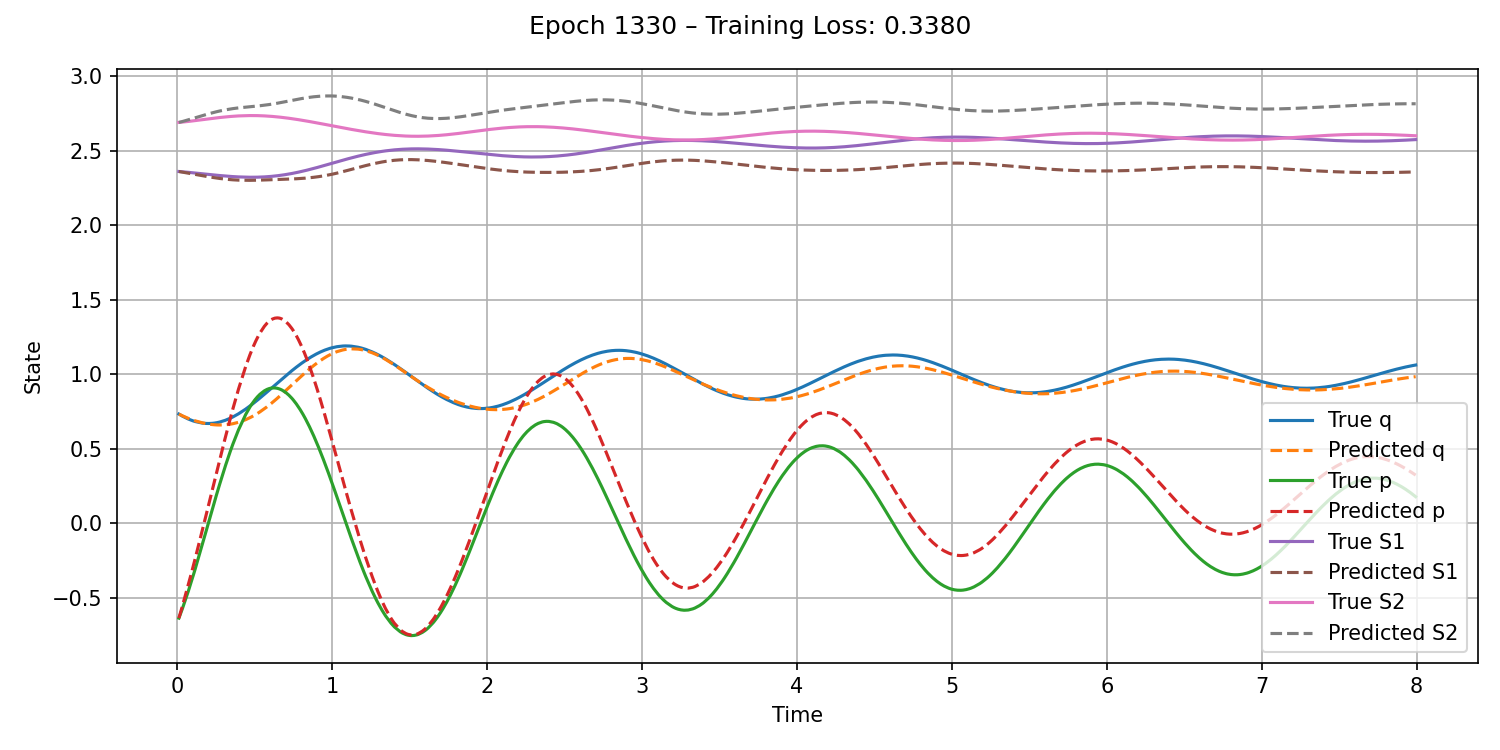 Epoch 1330 – Training Loss: 0.3380
3.0
2.5
2.0
1.5
1.0
0.5
0.0
−0.5
State
0 1 2 3 4 5 6 7 8
Time
True q
Predicted q
True p
Predicted p
True S1
Predicted S1
True S2
Predicted S2